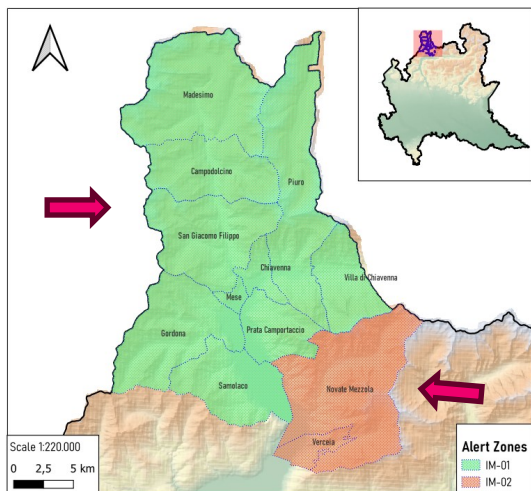 Madesimo
Campodolcino
Piuro
San Giacomo Filippo
Chiavenna
Villa di Chiavenna
Mese
Gordona
Prata Camportaccio
Samolaco
Novate Mezzola
Verceia
Scale 1:220.000
0 2,5 5 km
Alert Zones
IM-01
IM-02